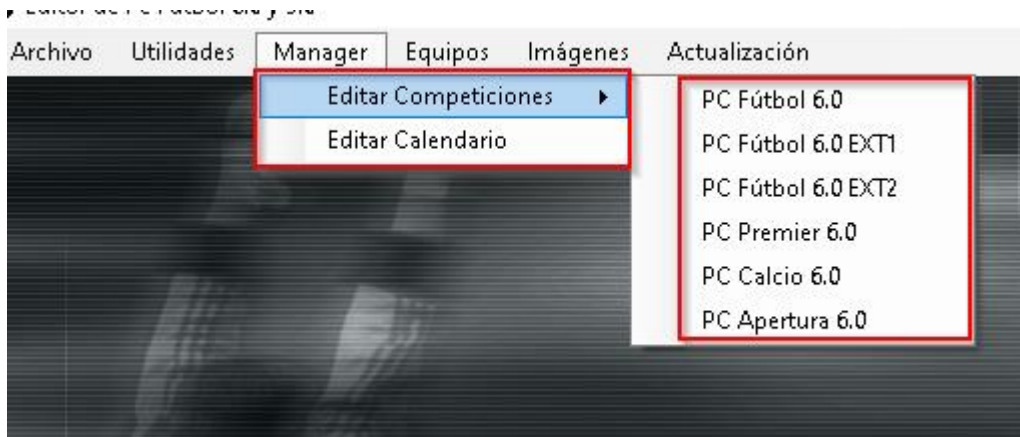 Archivo Utilidades Manager Equipos Imágenes Actualización
Editar Competiciones
Editar Calendario
PC Fútbol 6.0
PC Fútbol 6.0 EXT1
PC Fútbol 6.0 EXT2
PC Premier 6.0
PC Calcio 6.0
PC Apertura 6.0